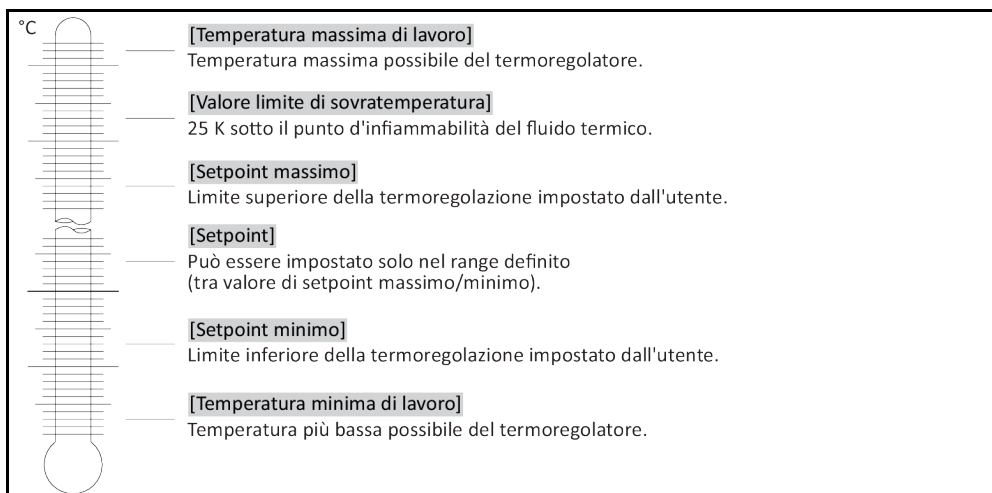 °C
[Temperatura massima di lavoro]
Temperatura massima possibile del termoregolatore.
[Valore limite di sovratemperatura]
25 K sotto il punto d'infiammabilità del fluido termico.
[Setpoint massimo]
Limite superiore della termoregolazione impostato dall'utente.
[Setpoint]
Può essere impostato solo nel range definito
(tra valore di setpoint massimo/minimo).
[Setpoint minimo]
Limite inferiore della termoregolazione impostato dall'utente.
[Temperatura minima di lavoro]
Temperatura più bassa possibile del termoregolatore.